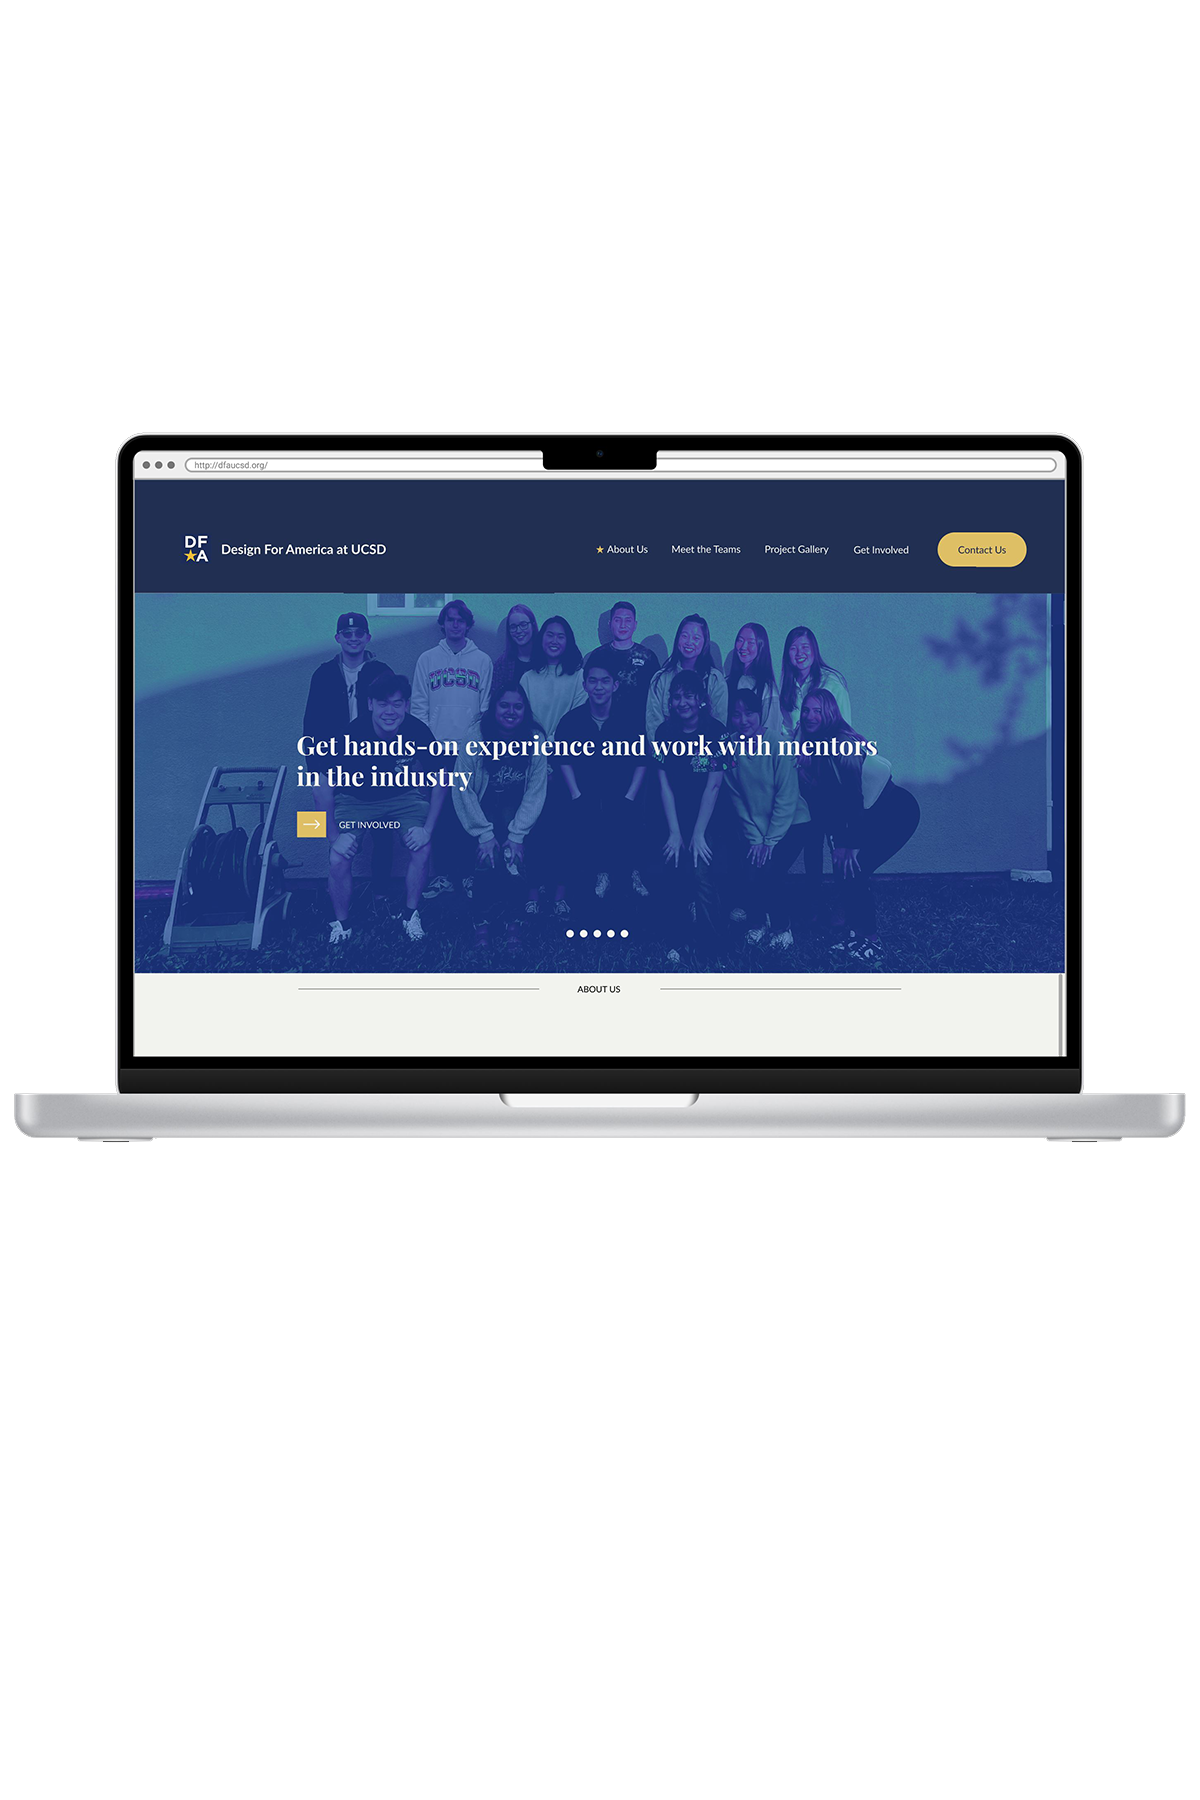 http://dfaucsd.org/
DF
★A
Design For America at UCSD
★ About Us
Meet the Teams
Project Gallery
Get Involved
Contact Us
UCSD
Get hands-on experience and work with mentors
in the industry
→ GET INVOLVED
ABOUT US